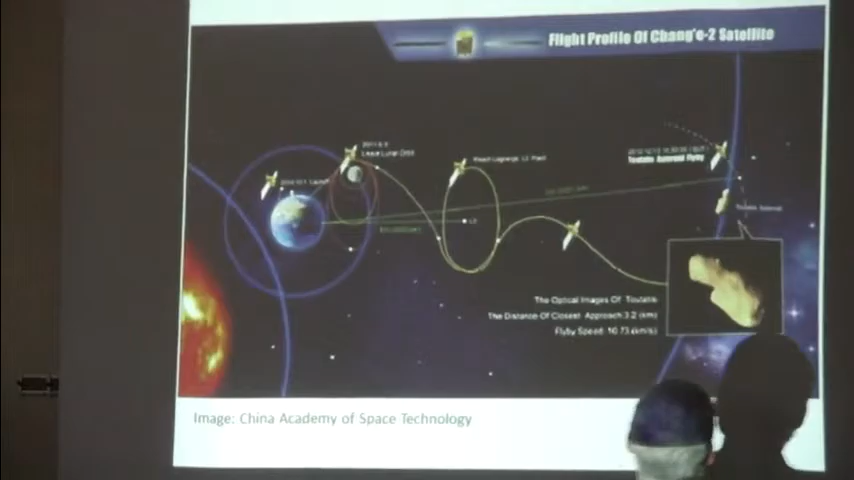 Flight Profile Of Chang'e-2 Satellite
Leave Lunar Orbit
Launch
Reach Lagrange L2 Point
Toutatis Asteroid Flyby
L2
Toutatis Asteroid
The Optical Images Of Toutatis
The Distance Of Closest Approach:3.2 (km)
Flyby Speed: 10.73(km/s)
Image: China Academy of Space Technology